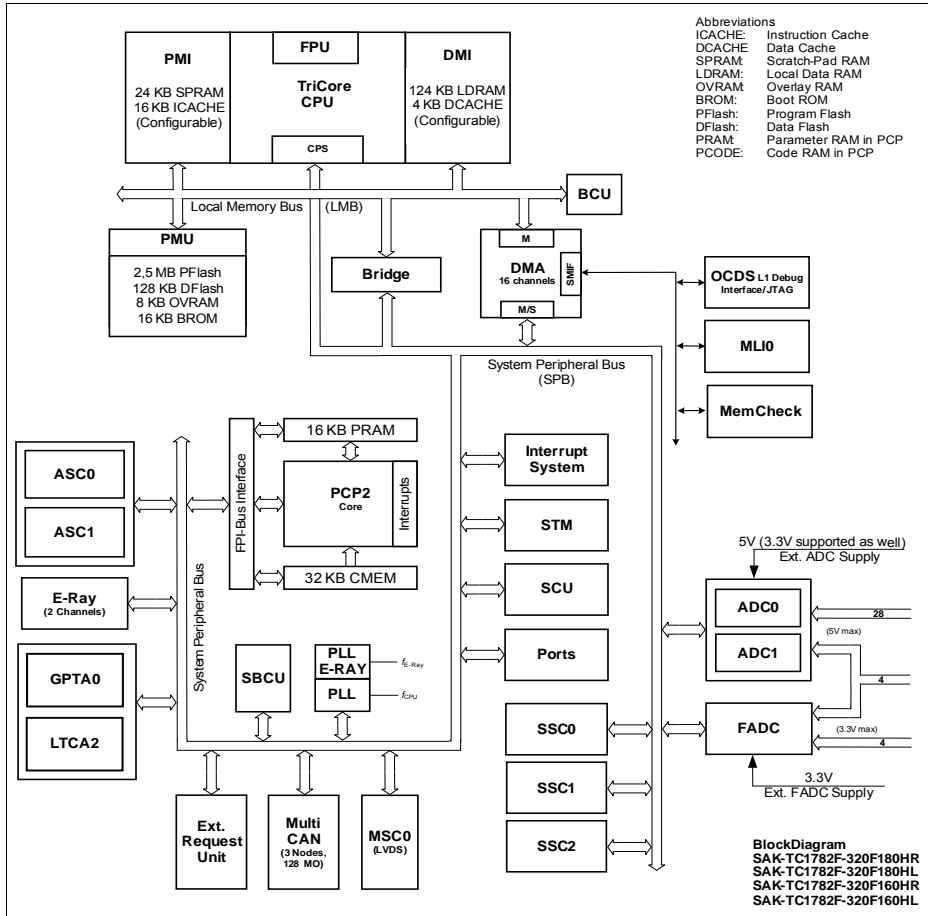 Abbreviations
ICACHE: Instruction Cache
DCACHE Data Cache
SPRAM: Scratch-Pad RAM
LDRAM: Local Data RAM
OVRAM: Overlay RAM
BROM: Boot ROM
PFlash: Program Flash
DFlash: Data Flash
PRAM: Parameter RAM in PCP
PCODE: Code RAM in PCP
PMI
24 KB SPRAM
16 KB ICACHE
(Configurable)
FPU
TriCore
CPU
CPS
DMI
124 KB LDRAM
4 KB DCACHE
(Configurable)
Local Memory Bus (LMB)
BCU
PMU
2,5 MB PFlash
128 KB DFlash
8 KB OVRAM
16 KB BROM
Bridge
M
DMA
16 channels
SMIF
M/S
OCDS L1 Debug
Interface/JTAG
MLI0
MemCheck
System Peripheral Bus
(SPB)
ASC0
ASC1
E-Ray
(2 Channels)
GPTA0
LTCA2
System Peripheral Bus
FPI-Bus Interface
16 KB PRAM
PCP2
Core
Interrupts
32 KB CMEM
SBCU
PLL
E-RAY
PLL
fE-Ray
fCPU
Interrupt
System
STM
SCU
Ports
SSC0
SSC1
SSC2
5V (3.3V supported as well)
Ext. ADC Supply
ADC0
ADC1
28
(5V max)
4
FADC
(3.3V max)
4
3.3V
Ext. FADC Supply
Ext.
Request
Unit
Multi
CAN
(3 Nodes,
128 MO)
MSC0
(LVDS)
BlockDiagram
SAK-TC1782F-320F180HR
SAK-TC1782F-320F180HL
SAK-TC1782F-320F160HR
SAK-TC1782F-320F160HL